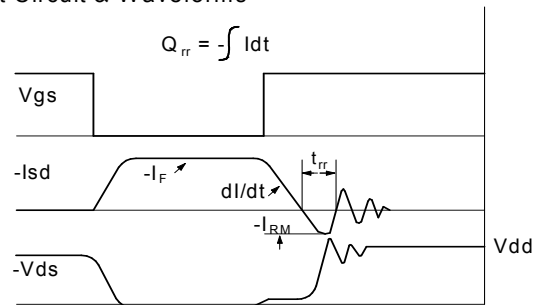 t Circuit & Waveforms
Q rr = -∫ Idt
Vgs
-Isd
-I F
dI/dt
t rr
-I RM
Vdd
-Vds